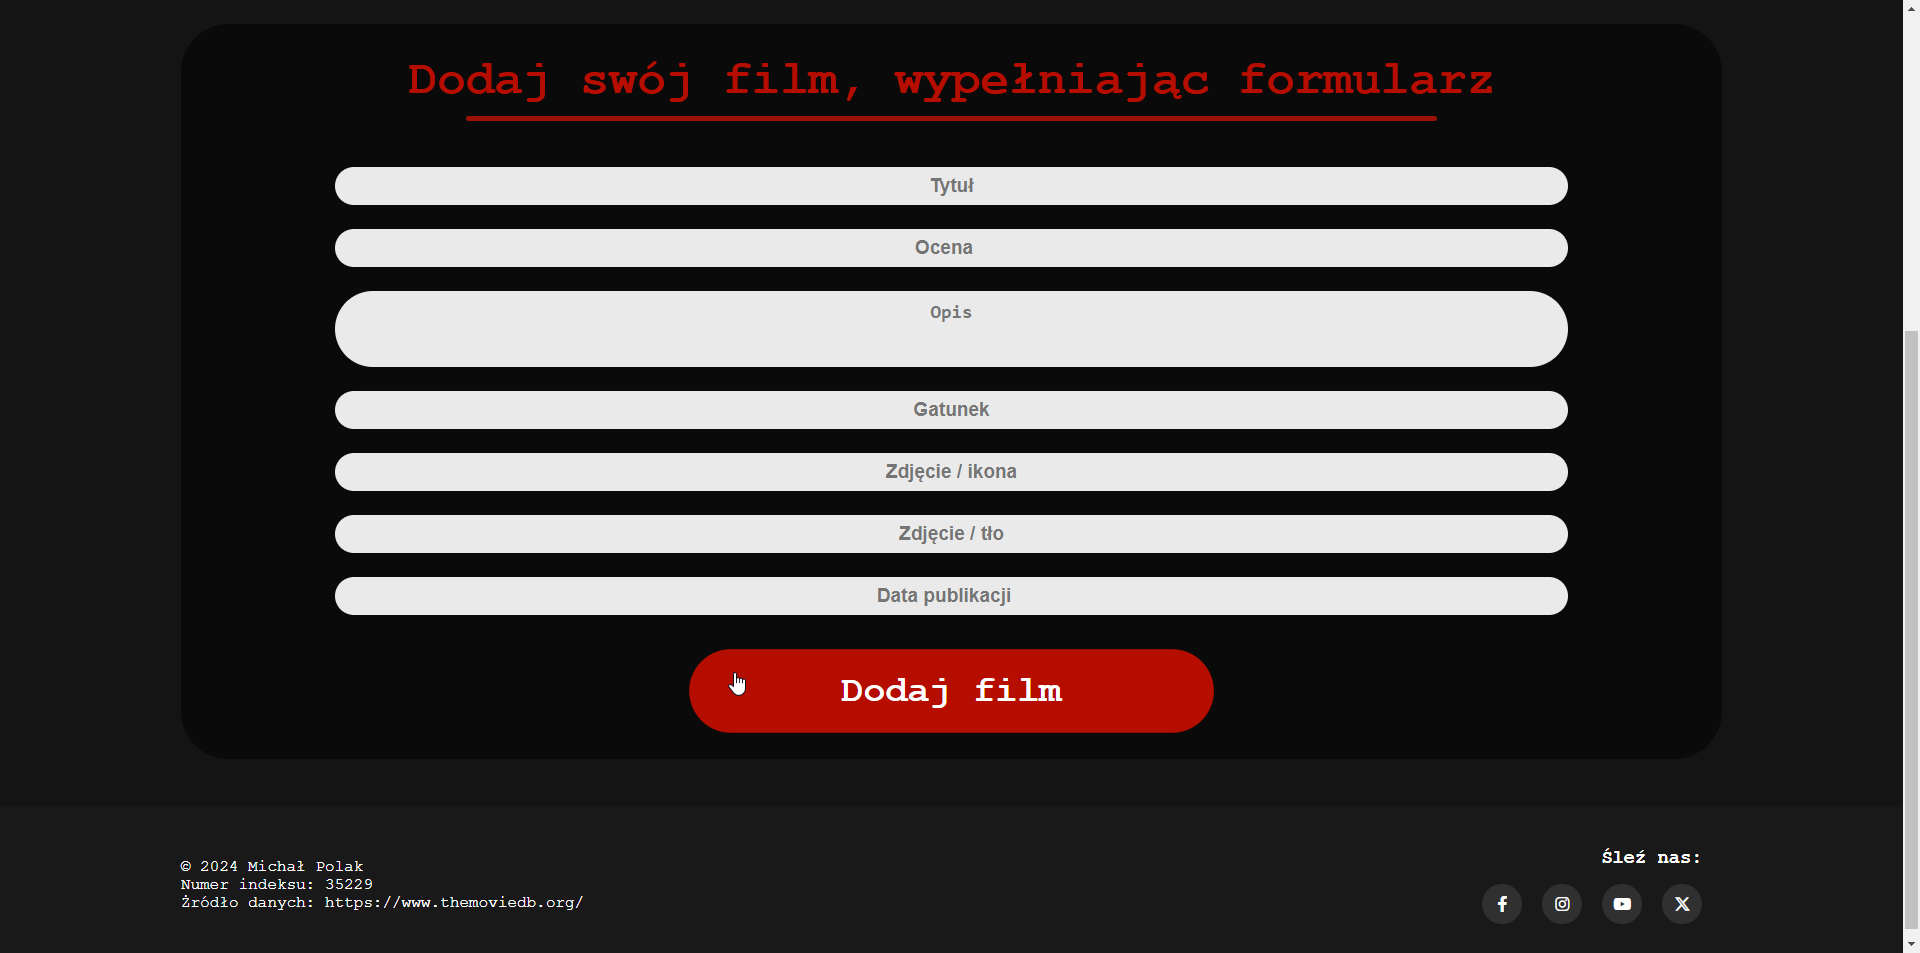 Dodaj swój film, wypełniając formularz
Tytuł
Ocena
Opis
Gatunek
Zdjęcie / ikona
Zdjęcie / tło
Data publikacji
Dodaj film
© 2024 Michał Polak
Numer indeksu: 35229
Źródło danych: https://www.themoviedb.org/
Śleź nas: